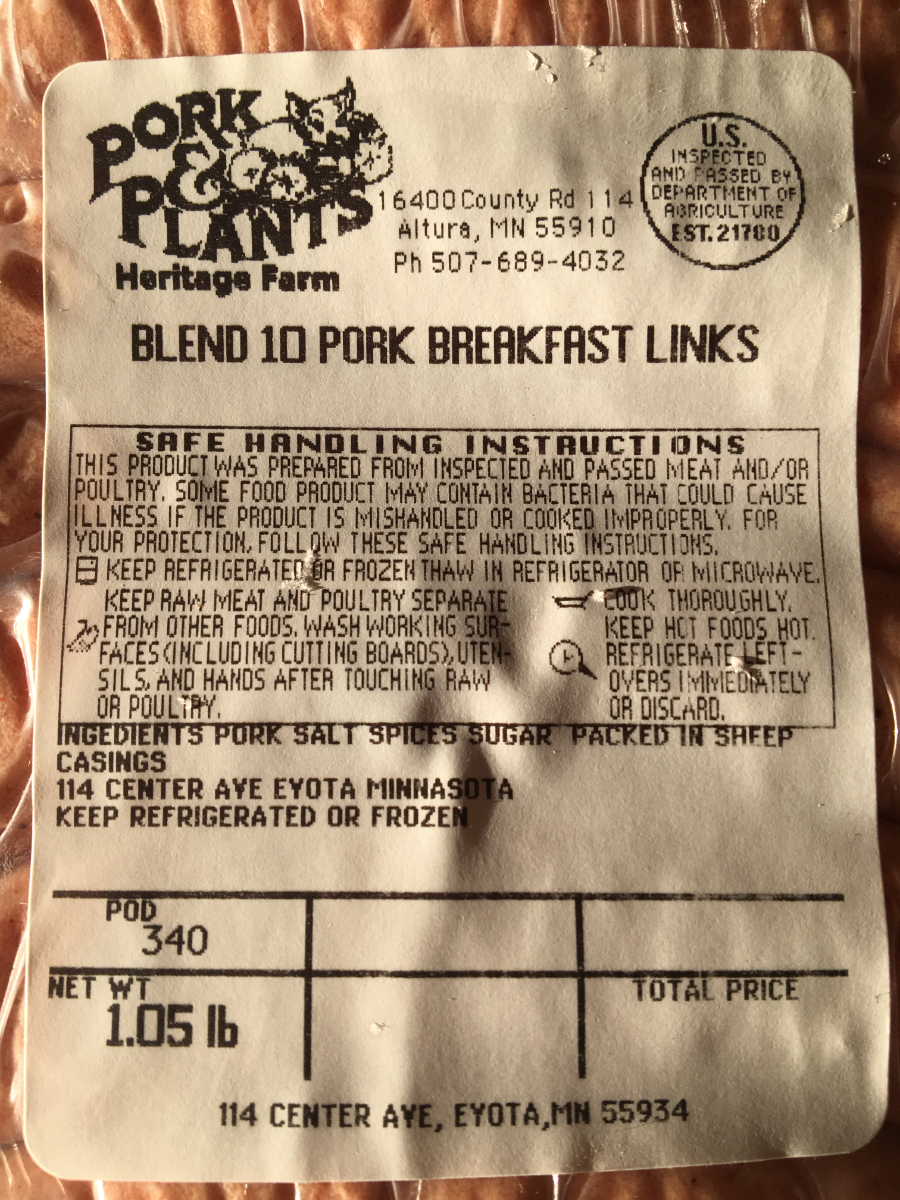 PORK
&
PLANTS
Heritage Farm
16400 County Rd 114
Altura, MN 55910
Ph 507-689-4032
U.S.
INSPECTED
AND PASSED BY
DEPARTMENT OF
AGRICULTURE
EST. 21780
BLEND 10 PORK BREAKFAST LINKS
SAFE HANDLING INSTRUCTIONS
THIS PRODUCT WAS PREPARED FROM INSPECTED AND PASSED MEAT AND/OR
POULTRY. SOME FOOD PRODUCT MAY CONTAIN BACTERIA THAT COULD CAUSE
ILLNESS IF THE PRODUCT IS MISHANDLED OR COOKED IMPROPERLY. FOR
YOUR PROTECTION, FOLLOW THESE SAFE HANDLING INSTRUCTIONS.
KEEP REFRIGERATED OR FROZEN THAW IN REFRIGERATOR OR MICROWAVE.
KEEP RAW MEAT AND POULTRY SEPARATE
FROM OTHER FOODS. WASH WORKING SUR-
FACES (INCLUDING CUTTING BOARDS), UTEN-
SILS, AND HANDS AFTER TOUCHING RAW
OR POULTRY.
COOK THOROUGHLY.
KEEP HOT FOODS HOT.
REFRIGERATE LEFT-
OVERS IMMEDIATELY
OR DISCARD.
INGEDIENTS PORK SALT SPICES SUGAR PACKED IN SHEEP
CASINGS
114 CENTER AVE EYOTA MINNASOTA
KEEP REFRIGERATED OR FROZEN
POD
340
NET WT
1.05 lb
TOTAL PRICE
114 CENTER AVE, EYOTA, MN 55934